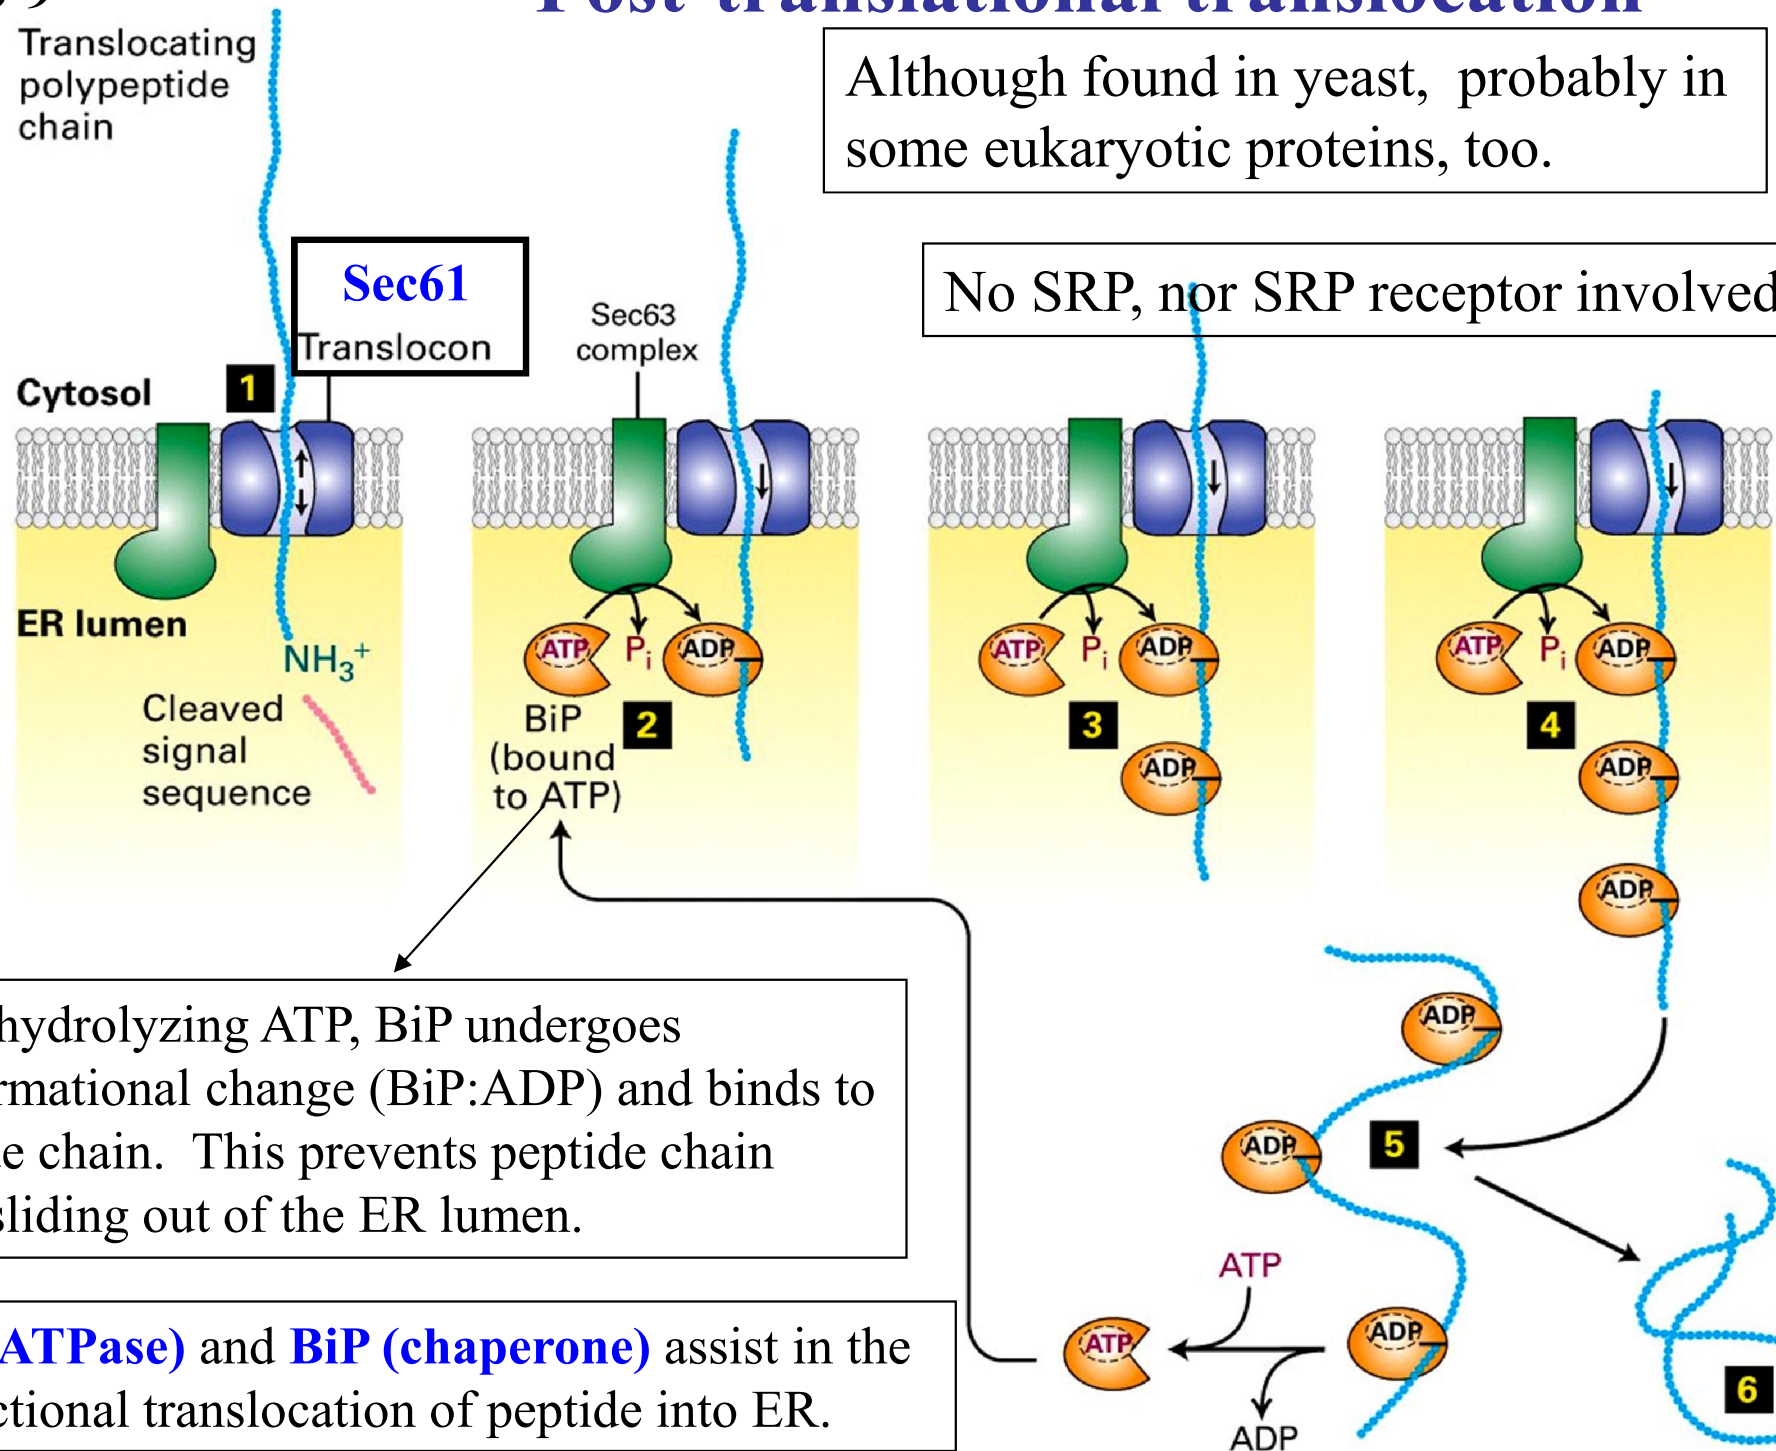 Post-translational translocation
Translocating
polypeptide
chain
Although found in yeast, probably in
some eukaryotic proteins, too.
Sec61
Translocon
Sec63
complex
No SRP, nor SRP receptor involved
Cytosol
1
ER lumen
NH3+
Cleaved
signal
sequence
ATP
Pi
ADP
BiP
(bound
to ATP)
2
ATP
Pi
ADP
3
ADP
ATP
Pi
ADP
4
ADP
ADP
hydrolyzing ATP, BiP undergoes
rmational change (BiP:ADP) and binds to
e chain. This prevents peptide chain
sliding out of the ER lumen.
ADP
ADP
5
ATP
ATP
ADP
ADP
6
ATPase) and BiP (chaperone) assist in the
ctional translocation of peptide into ER.